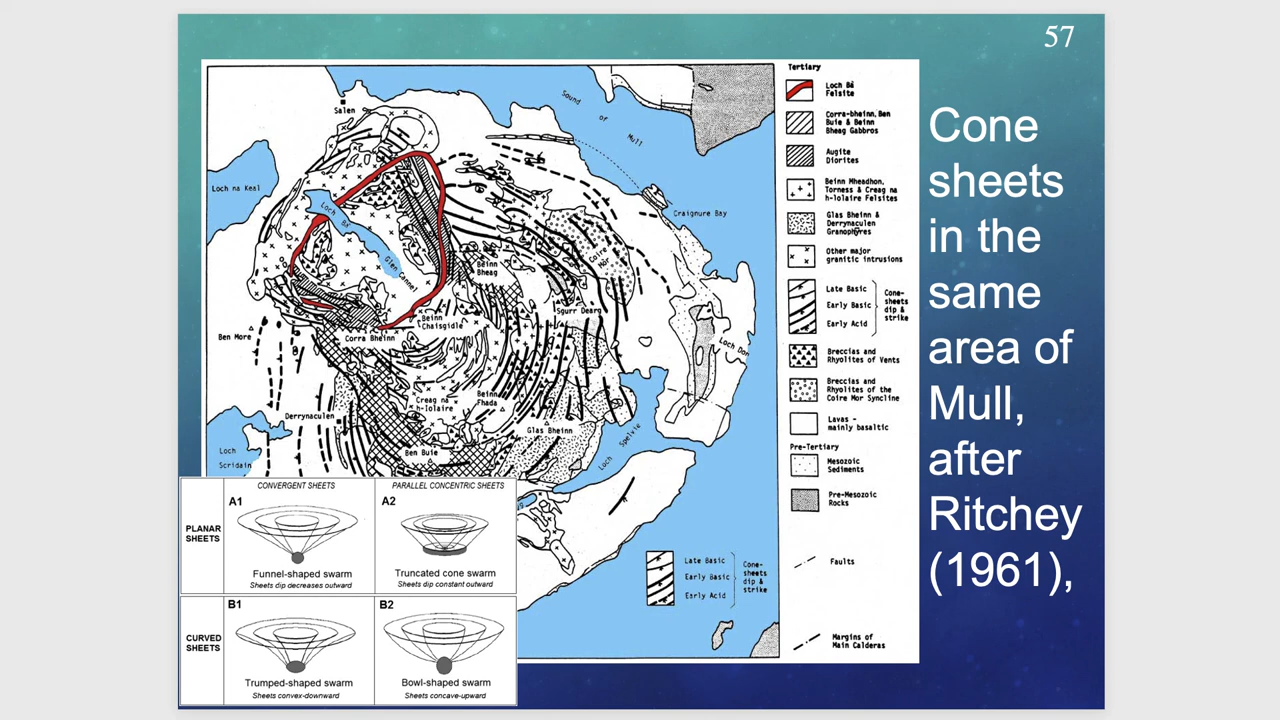 57
Cone
sheets
in the
same
area of
Mull,
after
Ritchey
(1961),
Salen
Sound
of
Mull
Loch na Keal
Loch Bà
Glen Cannel
Craignure Bay
Coire
Mór
Beinn
Bheag
Sgurr Dearg
Beinn
Chaisgidle
Ben More
Corra Bheinn
Loch Don
Creag na
h-Iolaire
Beinn
Fhada
Derrynaculen
Glas Bheinn
Loch Spelve
Ben Buie
Loch
Scridain
Tertiary
Loch Bà
Felsite
Corra-bheinn, Ben
Buie & Beinn
Bheag Gabbros
Augite
Diorites
Beinn Mheadhon,
Torness & Creag na
h-Iolaire Felsites
Glas Bheinn &
Derrynaculen
Granophyres
Other major
granitic intrusions
Late Basic
Early Basic
Early Acid
Cone-
sheets
dip &
strike
Breccias and
Rhyolites of Vents
Breccias and
Rhyolites of the
Coire Mor Syncline
Lavas -
mainly basaltic
Pre-Tertiary
Mesozoic
Sediments
Pre-Mesozoic
Rocks
Faults
Margins of
Main Calderas
Late Basic
Early Basic
Early Acid
Cone-
sheets
dip &
strike
CONVERGENT SHEETS
PARALLEL CONCENTRIC SHEETS
PLANAR
SHEETS
A1
Funnel-shaped swarm
Sheets dip decreases outward
A2
Truncated cone swarm
Sheets dip constant outward
CURVED
SHEETS
B1
Trumped-shaped swarm
Sheets convex-downward
B2
Bowl-shaped swarm
Sheets concave-upward